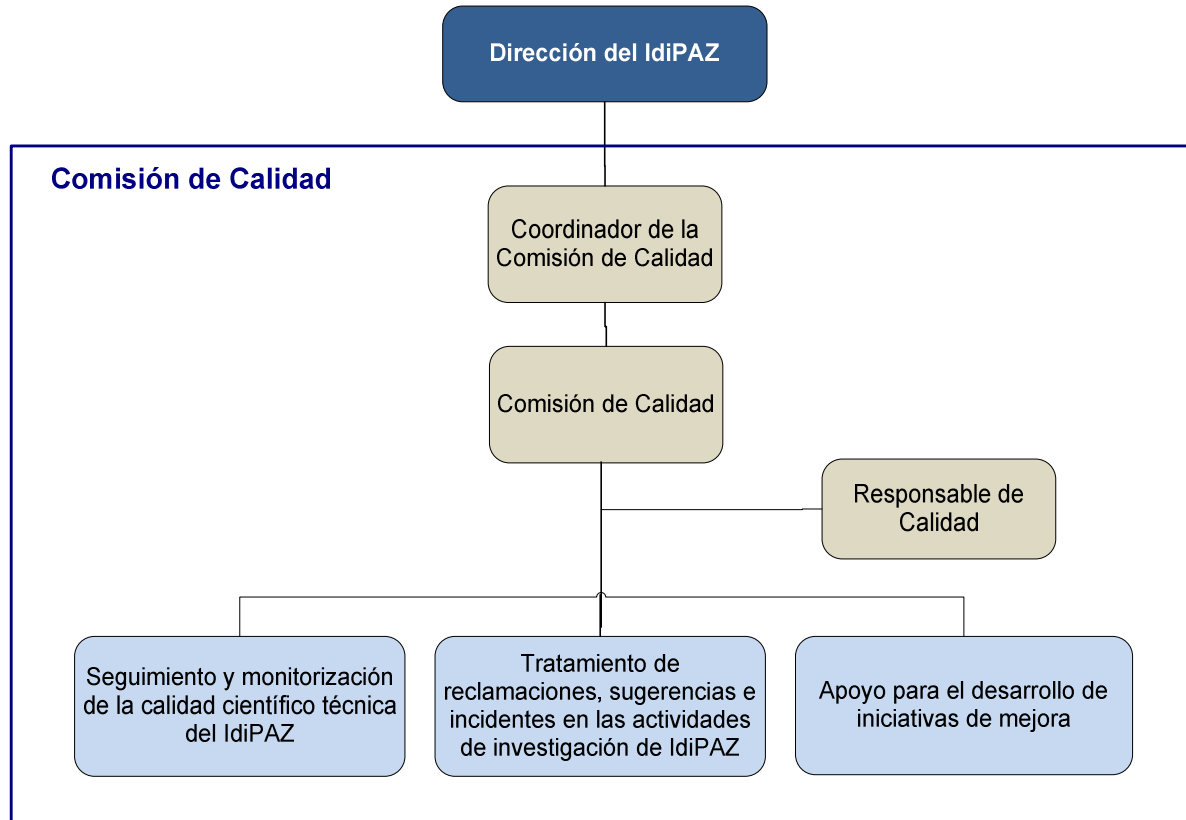 Dirección del IdiPAZ
Comisión de Calidad
Coordinador de la
Comisión de Calidad
Comisión de Calidad
Responsable de
Calidad
Seguimiento y monitorización
de la calidad científico técnica
del IdiPAZ
Tratamiento de
reclamaciones, sugerencias e
incidentes en las actividades
de investigación de IdiPAZ
Apoyo para el desarrollo de
iniciativas de mejora